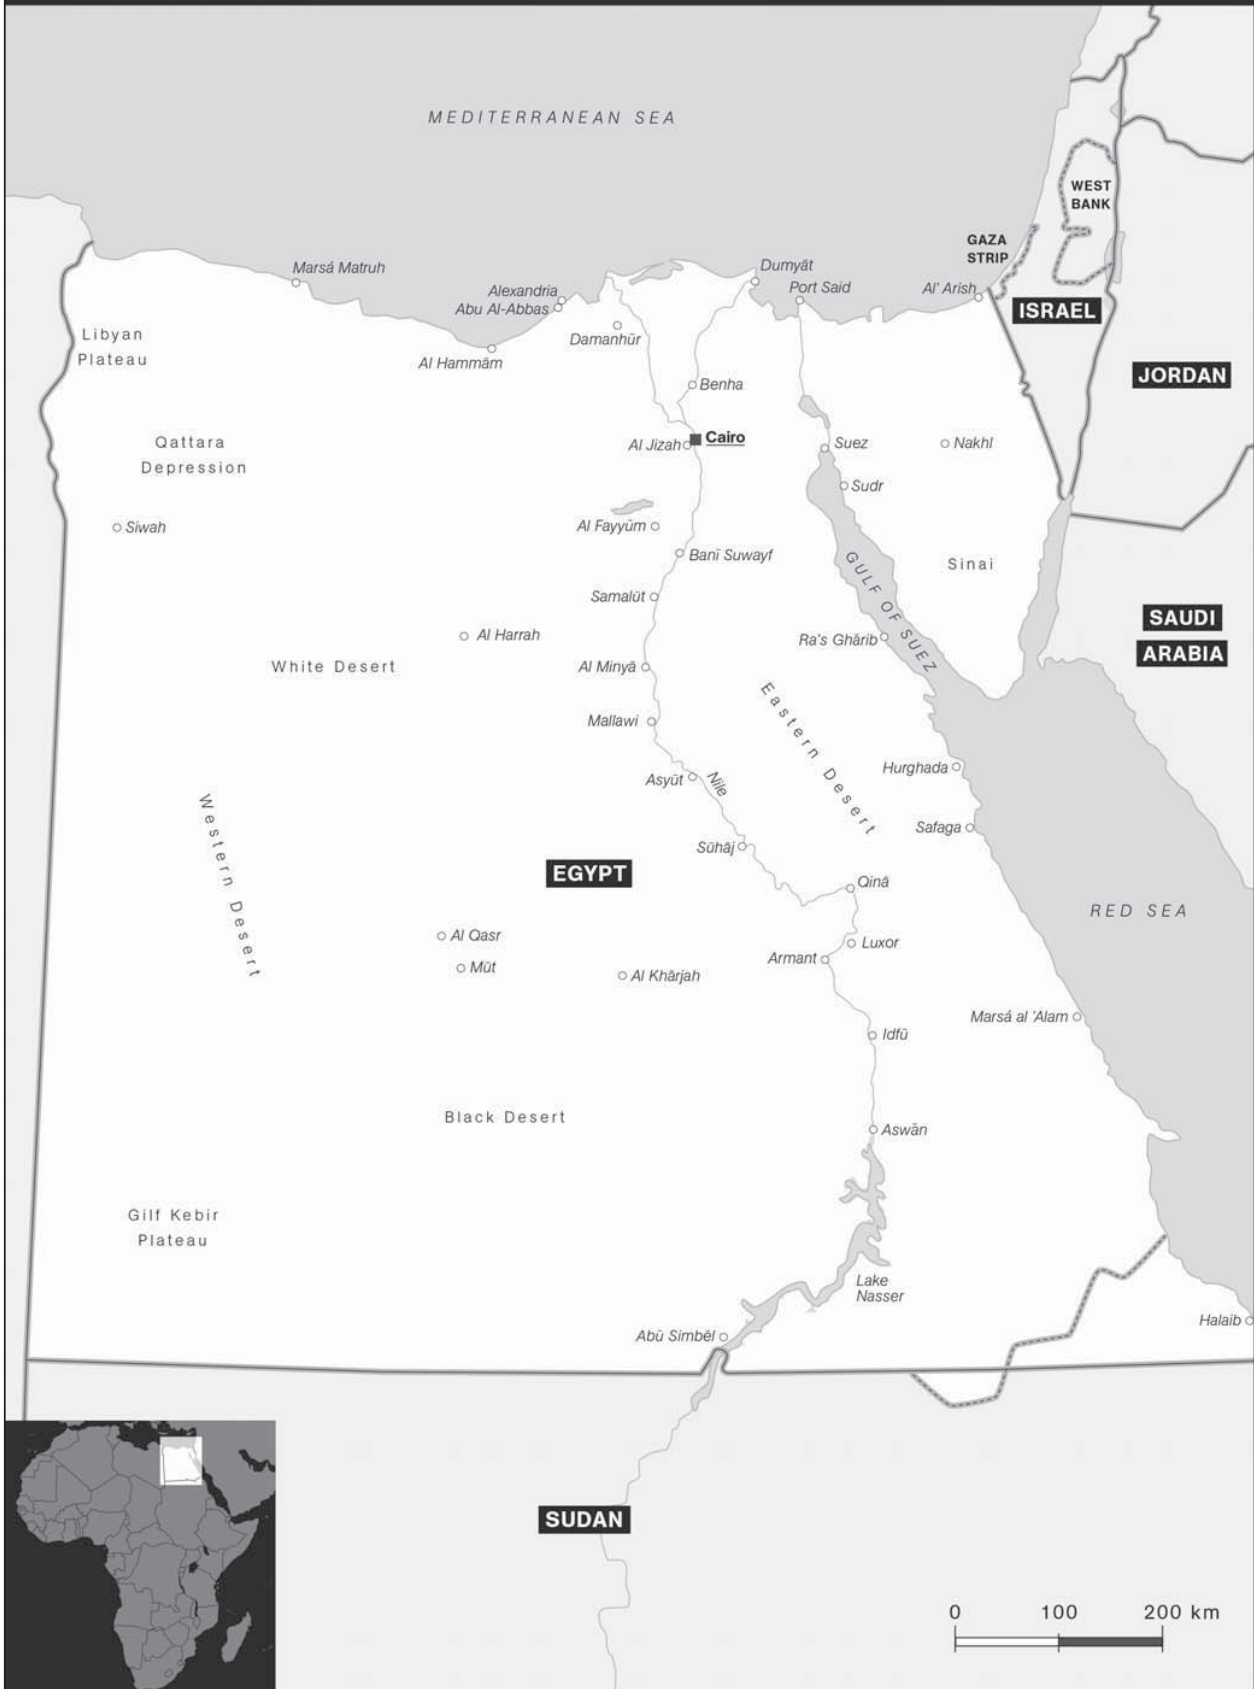 MEDITERRANEAN SEA
WEST
BANK
GAZA
STRIP
Dumyāt
Marsá Matruh
Port Said
Al' Arish
Alexandria
Abu Al-Abbas
ISRAEL
Libyan
Plateau
Damanhūr
Al Hammām
JORDAN
Benha
Qattara
Depression
Al Jizah
Cairo
Suez
Nakhl
Sudr
Siwah
Al Fayyūm
Banī Suwayf
Sinai
GULF OF SUEZ
Samalūt
SAUDI
ARABIA
Al Harrah
Ra's Ghārib
White Desert
Al Minyā
Eastern Desert
Mallawi
Asyūt
Nile
Hurghada
Western Desert
Safaga
Sūhāj
EGYPT
Qinā
RED SEA
Al Qasr
Luxor
Armant
Mūt
Al Khārjah
Marsá al 'Alam
Idfū
Black Desert
Aswān
Gilf Kebir
Plateau
Lake
Nasser
Abū Simbēl
Halaib
SUDAN
0 100 200 km